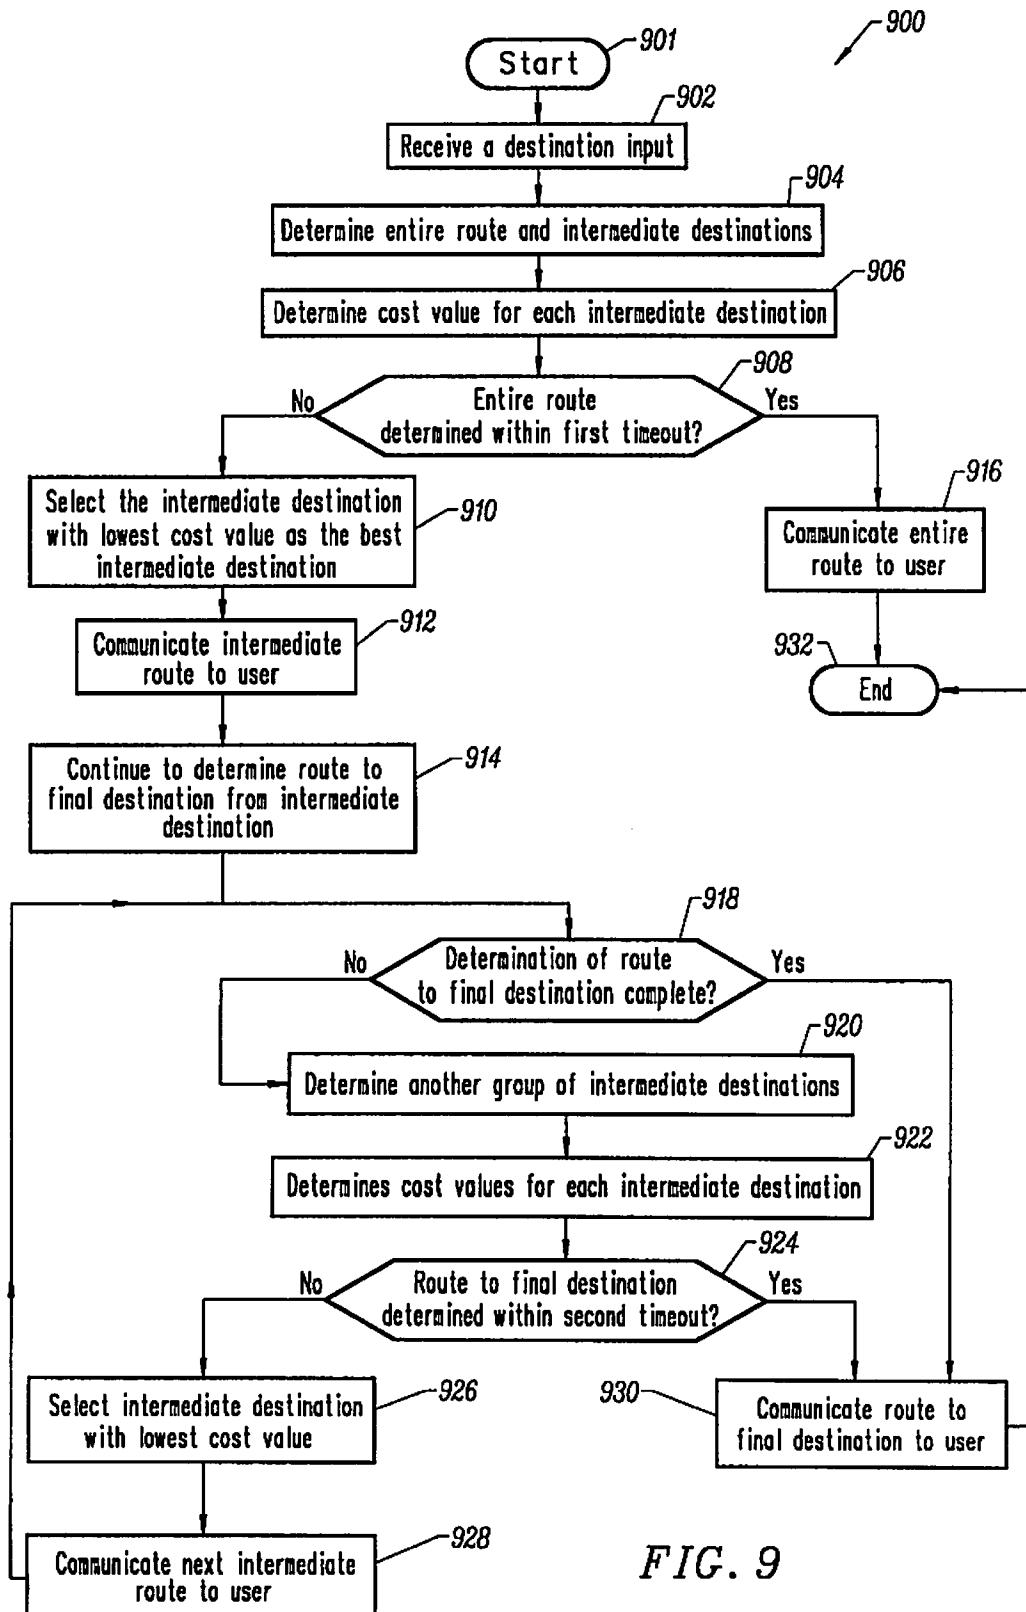 900
901
Start
902
Receive a destination input
904
Determine entire route and intermediate destinations
906
Determine cost value for each intermediate destination
908
No
Yes
Entire route
determined within first timeout?
Select the intermediate destination
with lowest cost value as the best
intermediate destination
910
916
Communicate entire
route to user
912
Communicate intermediate
route to user
932
End
914
Continue to determine route to
final destination from intermediate
destination
918
No
Yes
Determination of route
to final destination complete?
920
Determine another group of intermediate destinations
922
Determines cost values for each intermediate destination
924
No
Yes
Route to final destination
determined within second timeout?
926
Select intermediate destination
with lowest cost value
930
Communicate route to
final destination to user
928
Communicate next intermediate
route to user
FIG. 9